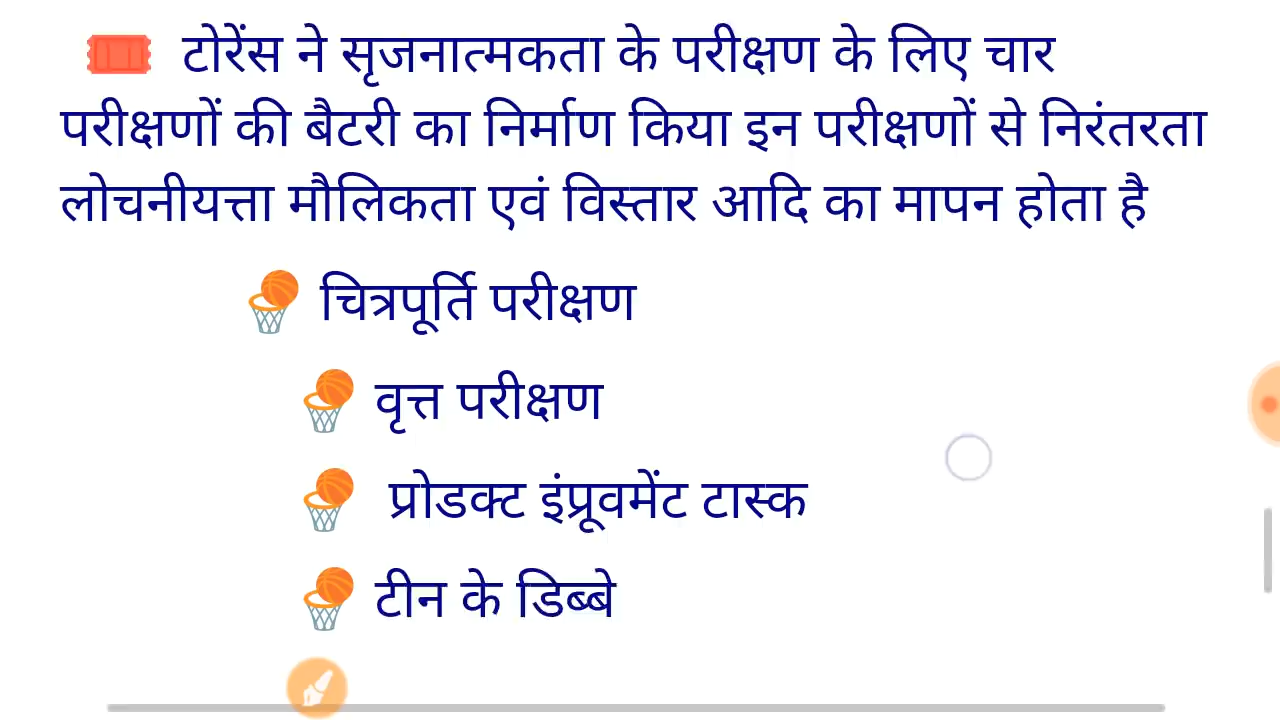 टोरेंस ने सृजनात्मकता के परीक्षण के लिए चार
परीक्षणों की बैटरी का निर्माण किया इन परीक्षणों से निरंतरता
लोचनीयत्ता मौलिकता एवं विस्तार आदि का मापन होता है
चित्रपूर्ति परीक्षण
वृत्त परीक्षण
प्रोडक्ट इंप्रूवमेंट टास्क
टीन के डिब्बे